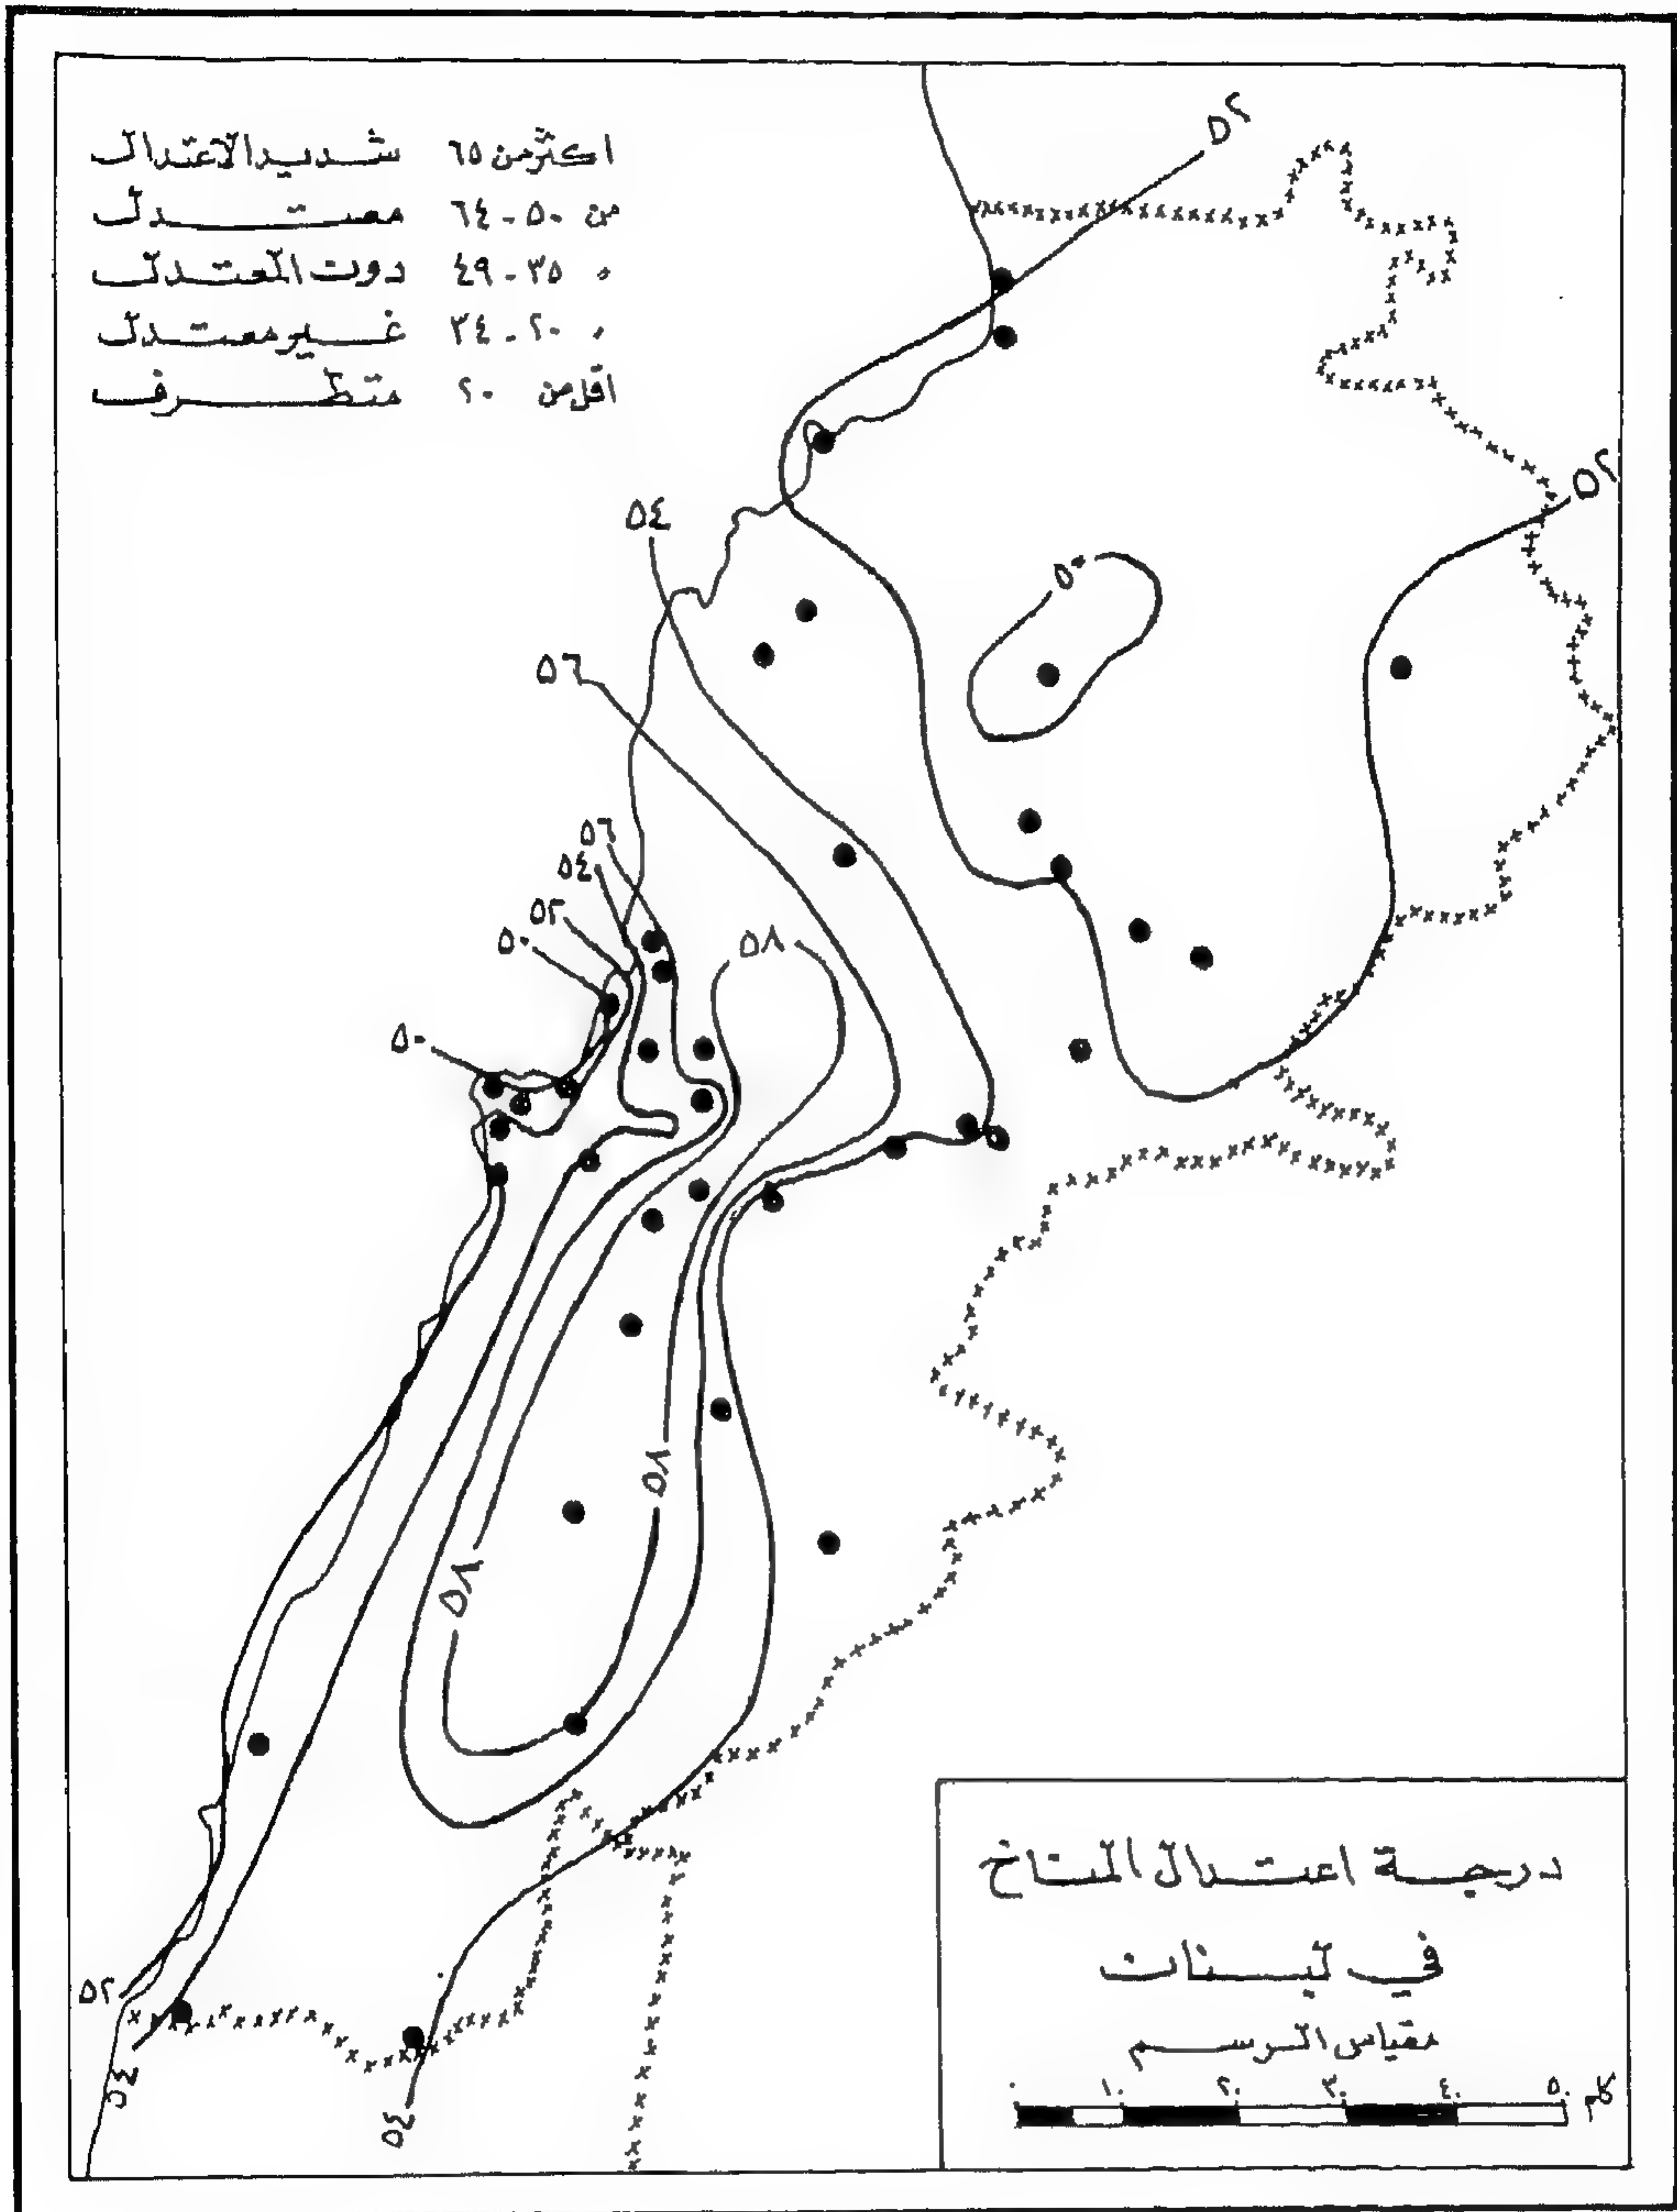 اكثر من ٦٥ شديد الاعتدال
من ٥٠ - ٦٤ معتدل
٣٥ - ٤٩ دون المعتدل
٢٠ - ٣٤ غير معتدل
اقل من ٢٠ متطرف
٥٢
٥٢
٥٤
٥٠
٥٦
٥٦
٥٤
٥٢
٥٠
٥٨
٥٠
٥٨
٥٨
٥٢
٥٤
٥٤
درجة اعتدال المناخ
في لبنان
مقياس الرسم
٠ ١٠ ٢٠ ٣٠ ٤٠ ٥٠ كم